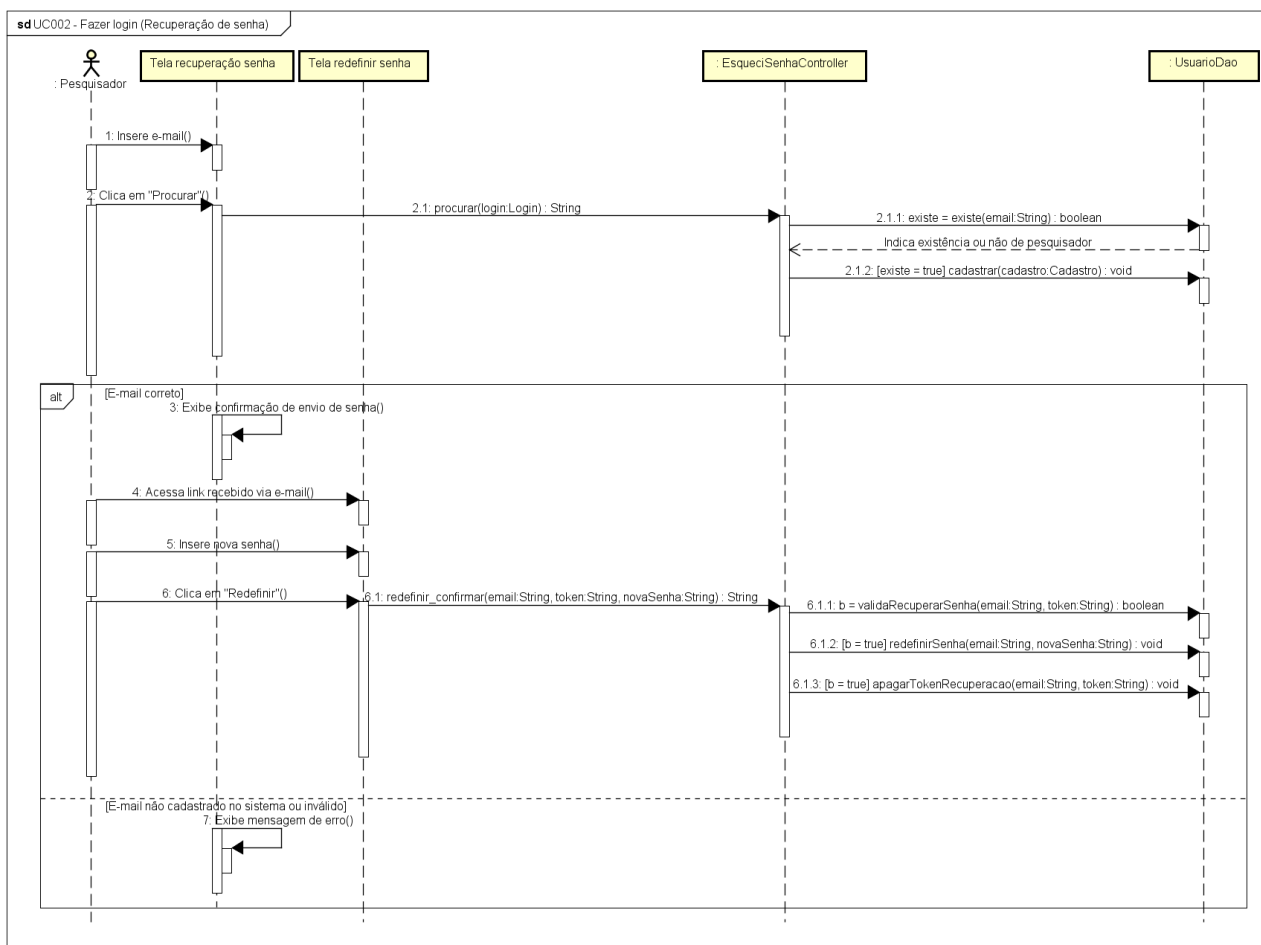 sd UC002 - Fazer login (Recuperação de senha)
: Pesquisador
Tela recuperação senha
Tela redefinir senha
: EsqueciSenhaController
: UsuarioDao
1: Insere e-mail()
2: Clica em "Procurar"()
2.1: procurar(login:Login) : String
2.1.1: existe = existe(email:String) : boolean
Indica existência ou não de pesquisador
2.1.2: [existe = true] cadastrar(cadastro:Cadastro) : void
alt
[E-mail correto]
3: Exibe confirmação de envio de senha()
4: Acessa link recebido via e-mail()
5: Insere nova senha()
6: Clica em "Redefinir"()
6.1: redefinir_confirmar(email:String, token:String, novaSenha:String) : String
6.1.1: b = validaRecuperarSenha(email:String, token:String) : boolean
6.1.2: [b = true] redefinirSenha(email:String, novaSenha:String) : void
6.1.3: [b = true] apagarTokenRecuperacao(email:String, token:String) : void
[E-mail não cadastrado no sistema ou inválido]
7: Exibe mensagem de erro()